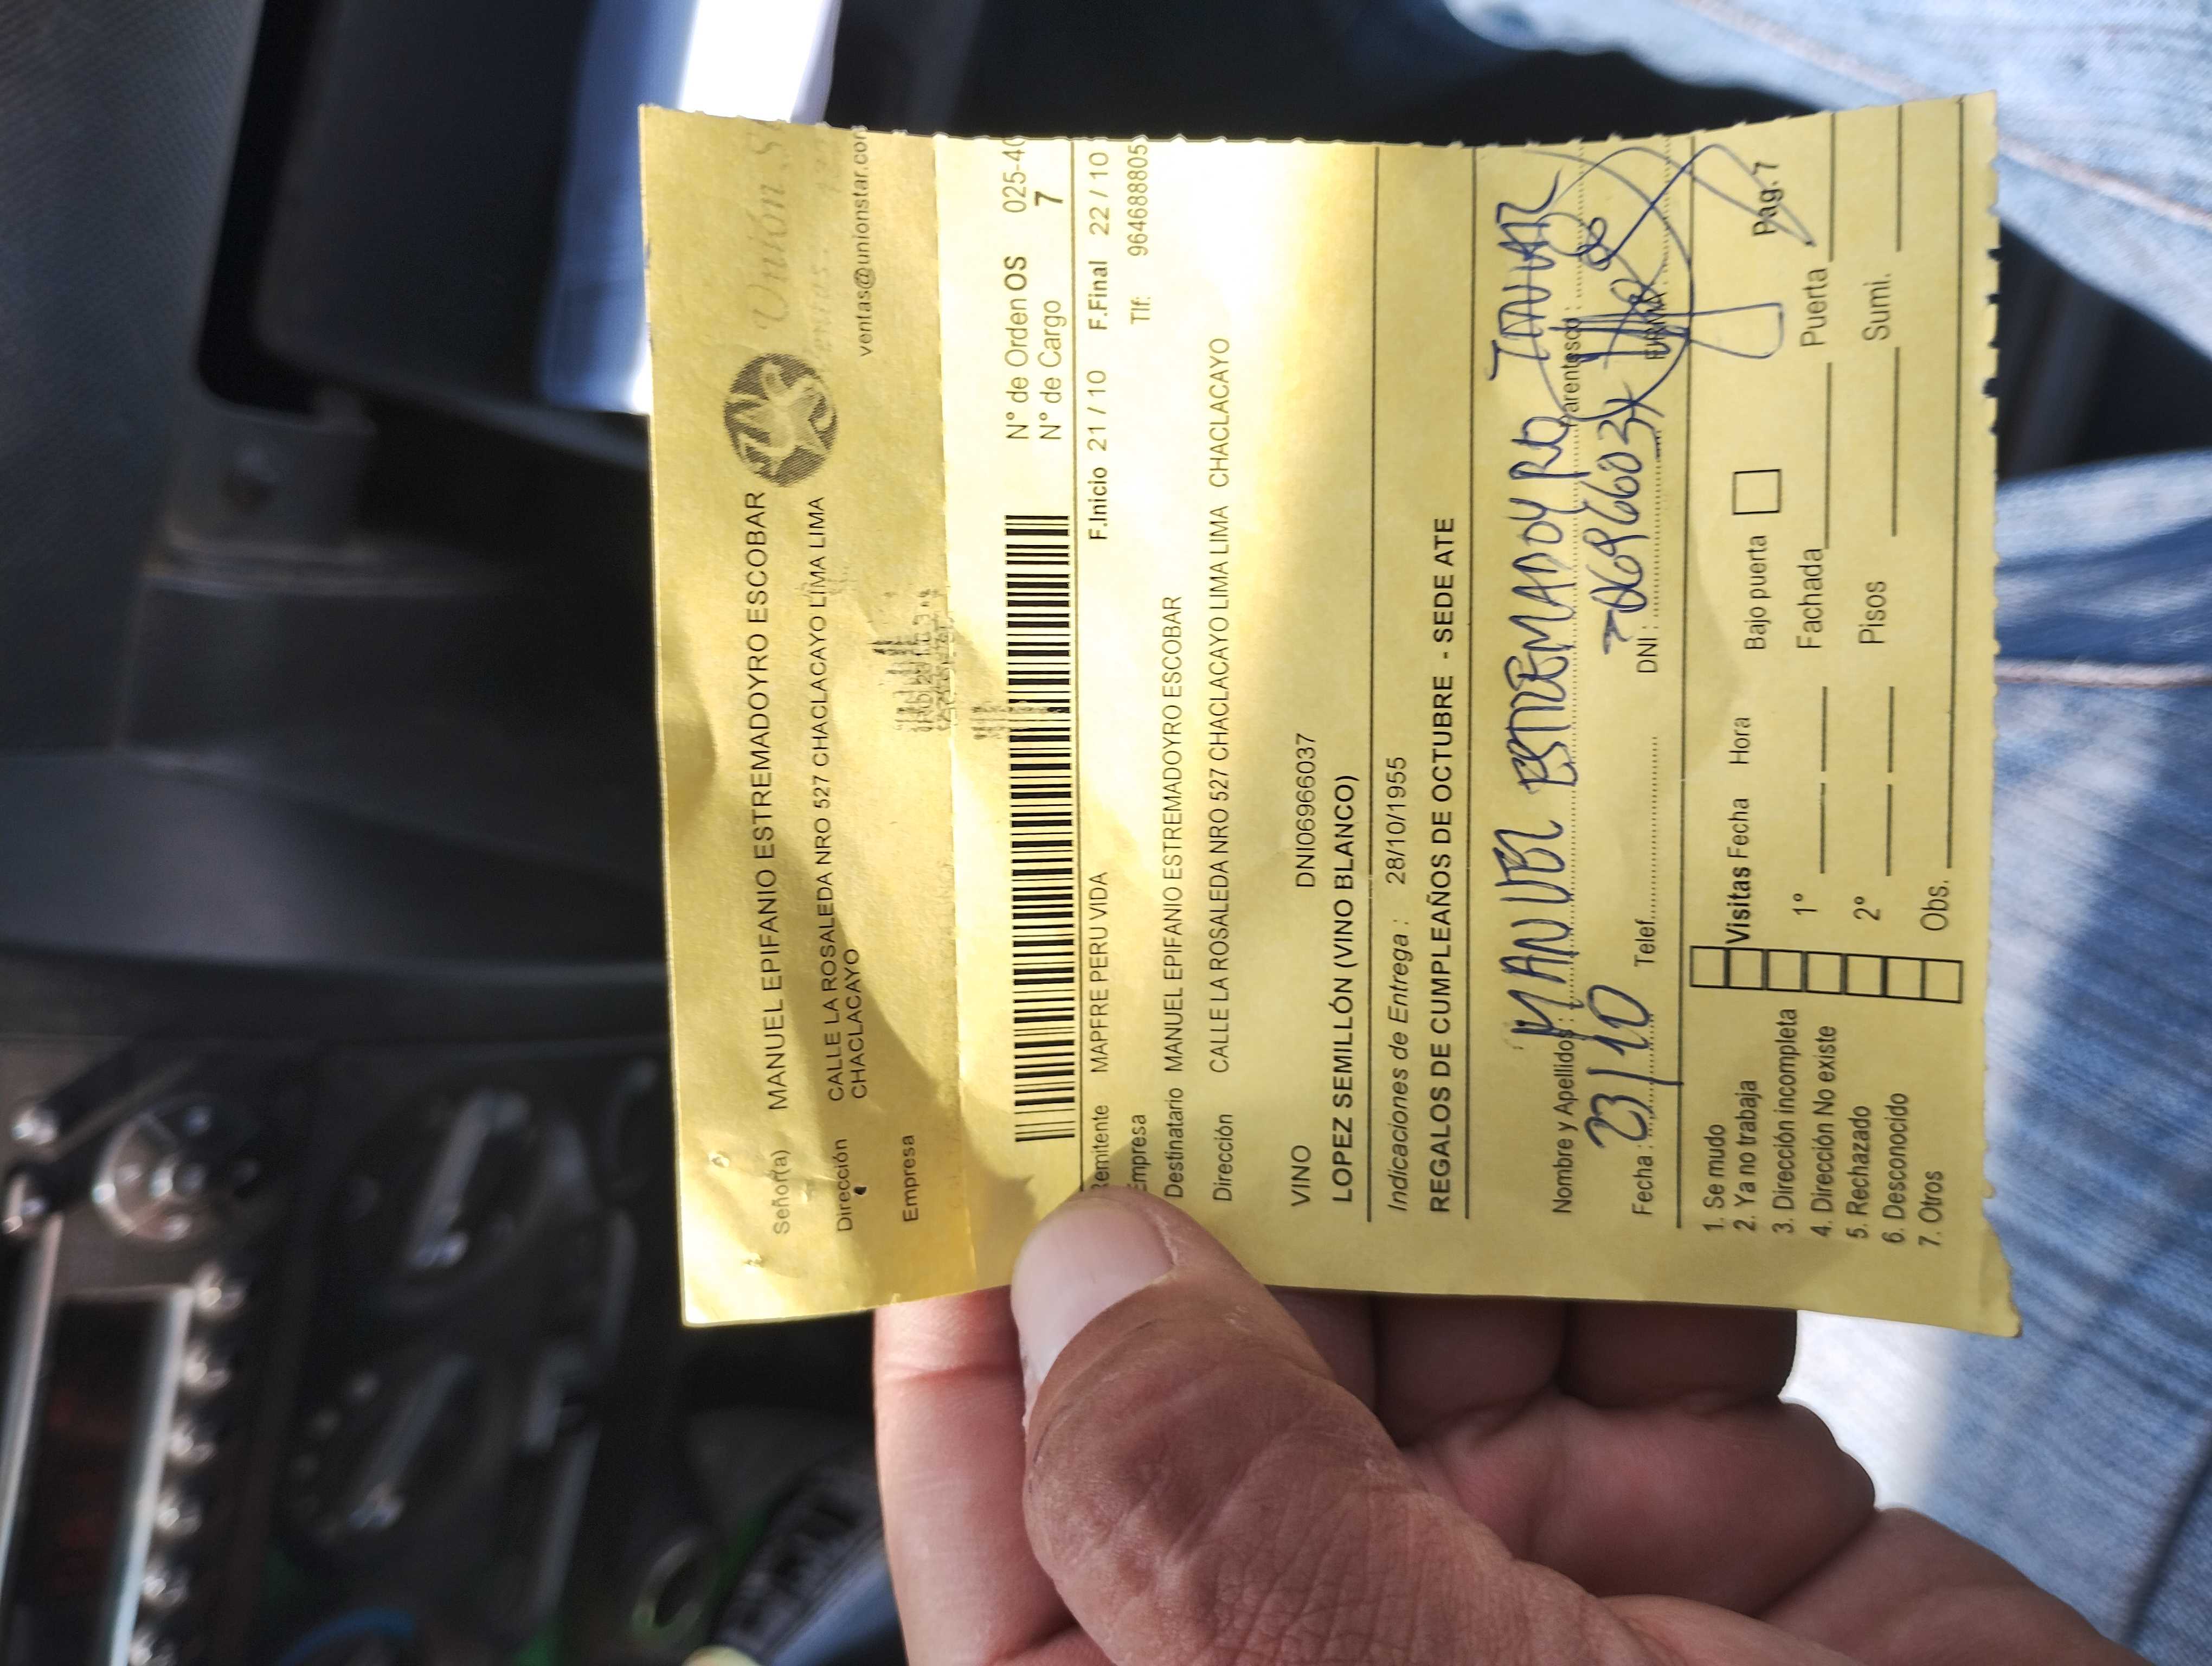 Señor(a) MANUEL EPIFANIO ESTREMADOYRO ESCOBAR
Unión S
Dirección CALLE LA ROSALEDA NRO 527 CHACLACAYO LIMA LIMA
CHACLACAYO
ventas@unionstar.com
Empresa
N° de Orden OS 025-40
N° de Cargo 7
Remitente MAPFRE PERU VIDA F.Inicio 21 / 10 F.Final 22 / 10
Empresa Tlf: 964688805
Destinatario MANUEL EPIFANIO ESTREMADOYRO ESCOBAR
Dirección CALLE LA ROSALEDA NRO 527 CHACLACAYO LIMA LIMA CHACLACAYO
VINO DNI06966037
LOPEZ SEMILLÓN (VINO BLANCO)
Indicaciones de Entrega : 28/10/1955
REGALOS DE CUMPLEAÑOS DE OCTUBRE - SEDE ATE
Nombre y Apellidos : MANUEL ESTREMADOYRO Parentesco :
Fecha : 23/10 Telef. DNI : FIRMA
1. Se mudo
2. Ya no trabaja Visitas Fecha Hora Bajo puerta Pag. 7
3. Dirección incompleta
4. Dirección No existe 1º Fachada Puerta
5. Rechazado
6. Desconocido 2º Pisos Sumi.
7. Otros Obs.